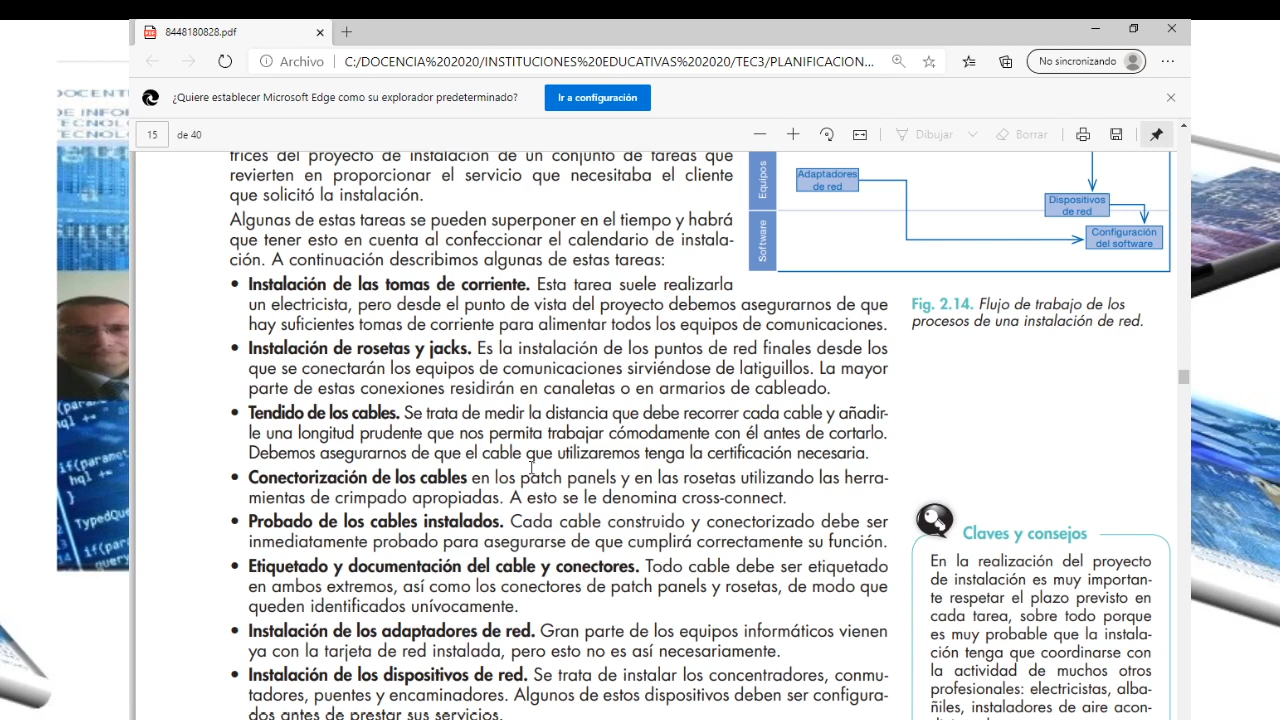 8448180828.pdf
Archivo
C:/DOCENCIA%202020/INSTITUCIONES%20EDUCATIVAS%202020/TEC3/PLANIFICACION...
No sincronizando
¿Quiere establecer Microsoft Edge como su explorador predeterminado?
Ir a configuración
15 de 40
Dibujar
Borrar
trices del proyecto de instalación de un conjunto de tareas que
revierten en proporcionar el servicio que necesitaba el cliente
que solicitó la instalación.
Algunas de estas tareas se pueden superponer en el tiempo y habrá
que tener esto en cuenta al confeccionar el calendario de instala-
ción. A continuación describimos algunas de estas tareas:
• Instalación de las tomas de corriente. Esta tarea suele realizarla
un electricista, pero desde el punto de vista del proyecto debemos asegurarnos de que
hay suficientes tomas de corriente para alimentar todos los equipos de comunicaciones.
• Instalación de rosetas y jacks. Es la instalación de los puntos de red finales desde los
que se conectarán los equipos de comunicaciones sirviéndose de latiguillos. La mayor
parte de estas conexiones residirán en canaletas o en armarios de cableado.
• Tendido de los cables. Se trata de medir la distancia que debe recorrer cada cable y añadir-
le una longitud prudente que nos permita trabajar cómodamente con él antes de cortarlo.
Debemos asegurarnos de que el cable que utilizaremos tenga la certificación necesaria.
• Conectorización de los cables en los patch panels y en las rosetas utilizando las herra-
mientas de crimpado apropiadas. A esto se le denomina cross-connect.
• Probado de los cables instalados. Cada cable construido y conectorizado debe ser
inmediatamente probado para asegurarse de que cumplirá correctamente su función.
• Etiquetado y documentación del cable y conectores. Todo cable debe ser etiquetado
en ambos extremos, así como los conectores de patch panels y rosetas, de modo que
queden identificados unívocamente.
• Instalación de los adaptadores de red. Gran parte de los equipos informáticos vienen
ya con la tarjeta de red instalada, pero esto no es así necesariamente.
• Instalación de los dispositivos de red. Se trata de instalar los concentradores, conmu-
tadores, puentes y encaminadores. Algunos de estos dispositivos deben ser configura-
dos antes de prestar sus servicios.
Equipos
Adaptadores
de red
Dispositivos
de red
Software
Configuración
del software
Fig. 2.14. Flujo de trabajo de los
procesos de una instalación de red.
Claves y consejos
En la realización del proyecto
de instalación es muy importan-
te respetar el plazo previsto en
cada tarea, sobre todo porque
es muy probable que la instala-
ción tenga que coordinarse con
la actividad de muchos otros
profesionales: electricistas, alba-
ñiles, instaladores de aire acon-